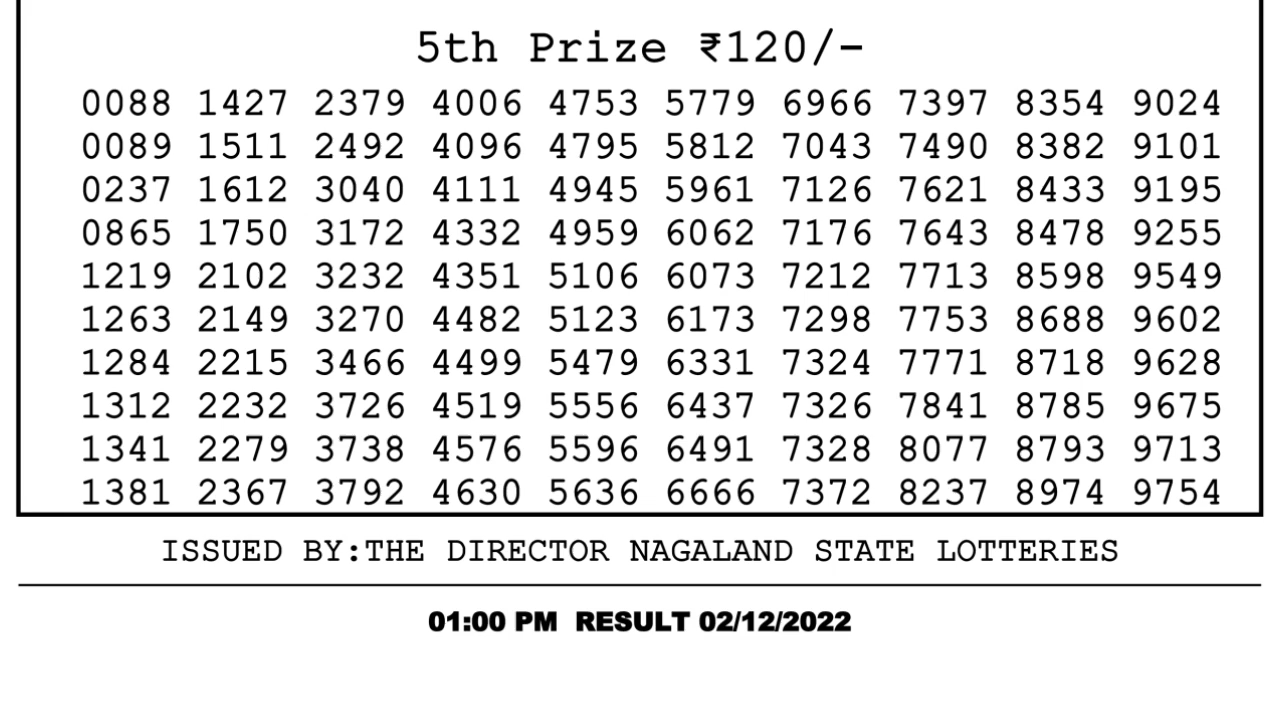 5th Prize ₹120/-
0088 1427 2379 4006 4753 5779 6966 7397 8354 9024
0089 1511 2492 4096 4795 5812 7043 7490 8382 9101
0237 1612 3040 4111 4945 5961 7126 7621 8433 9195
0865 1750 3172 4332 4959 6062 7176 7643 8478 9255
1219 2102 3232 4351 5106 6073 7212 7713 8598 9549
1263 2149 3270 4482 5123 6173 7298 7753 8688 9602
1284 2215 3466 4499 5479 6331 7324 7771 8718 9628
1312 2232 3726 4519 5556 6437 7326 7841 8785 9675
1341 2279 3738 4576 5596 6491 7328 8077 8793 9713
1381 2367 3792 4630 5636 6666 7372 8237 8974 9754
ISSUED BY:THE DIRECTOR NAGALAND STATE LOTTERIES
01:00 PM RESULT 02/12/2022